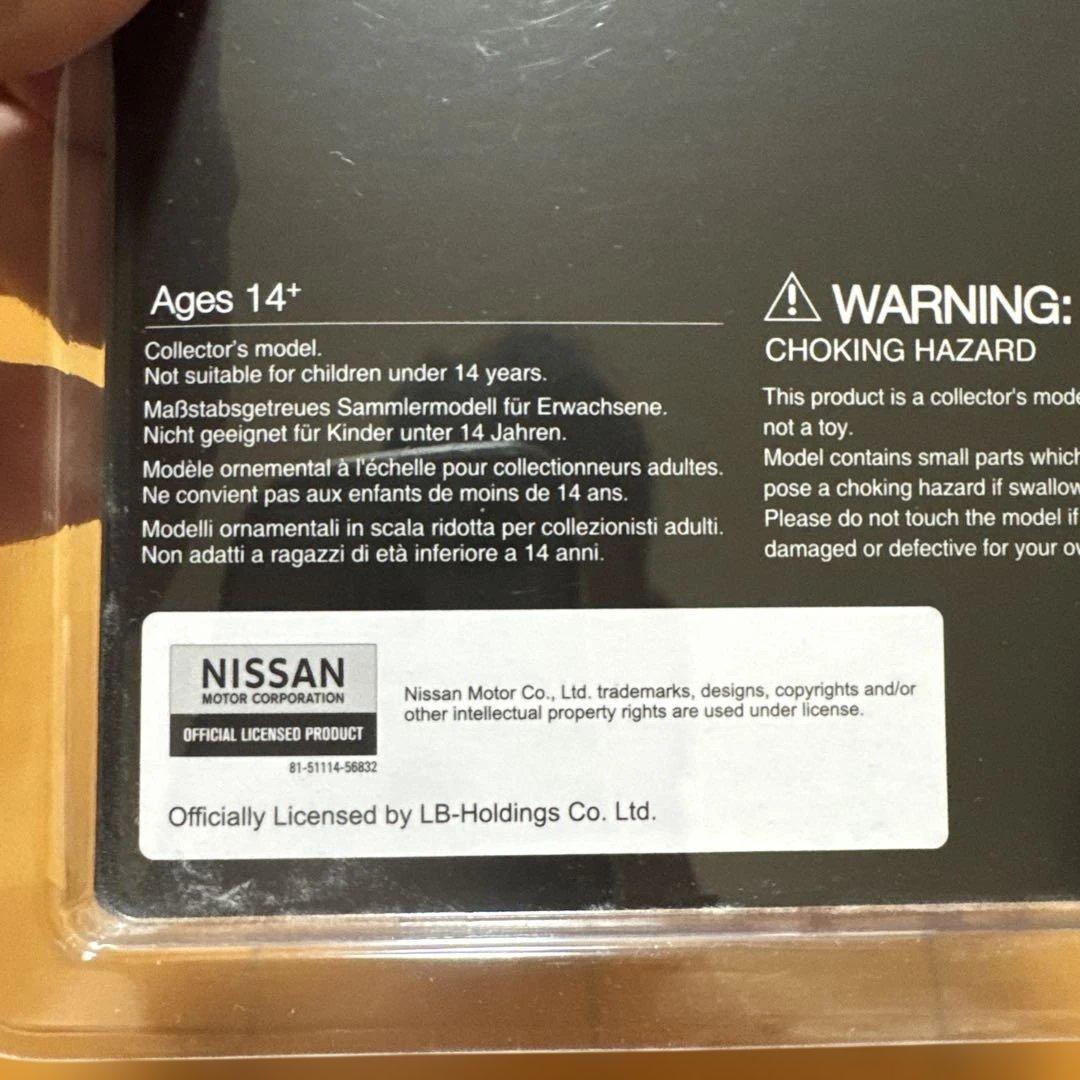 Ages 14+
Collector's model.
Not suitable for children under 14 years.
Maßstabsgetreues Sammlermodell für Erwachsene.
Nicht geeignet für Kinder unter 14 Jahren.
Modèle ornemental à l'échelle pour collectionneurs adultes.
Ne convient pas aux enfants de moins de 14 ans.
Modelli ornamentali in scala ridotta per collezionisti adulti.
Non adatti a ragazzi di età inferiore a 14 anni.
WARNING:
CHOKING HAZARD
This product is a collector's
not a toy.
Model contains small parts which
pose a choking hazard if
Please do not touch the model if
damaged or defective for your
NISSAN
MOTOR CORPORATION
OFFICIAL LICENSED PRODUCT
81-51114-56832
Nissan Motor Co., Ltd. trademarks, designs, copyrights and/or
other intellectual property rights are used under license.
Officially Licensed by LB-Holdings Co. Ltd.